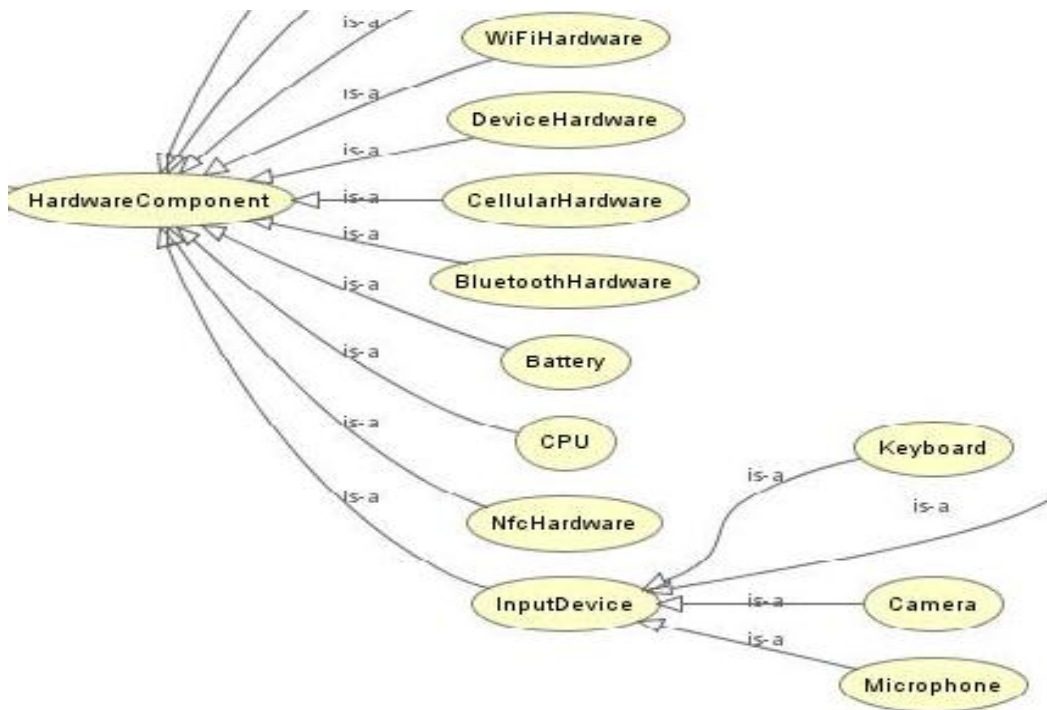 is-a
WiFiHardware
is-a
DeviceHardware
is-a
HardwareComponent
is-a
CellularHardware
is-a
BluetoothHardware
is-a
Battery
is-a
CPU
is-a
NfcHardware
is-a
InputDevice
Keyboard
is-a
is-a
is-a
Camera
is-a
Microphone